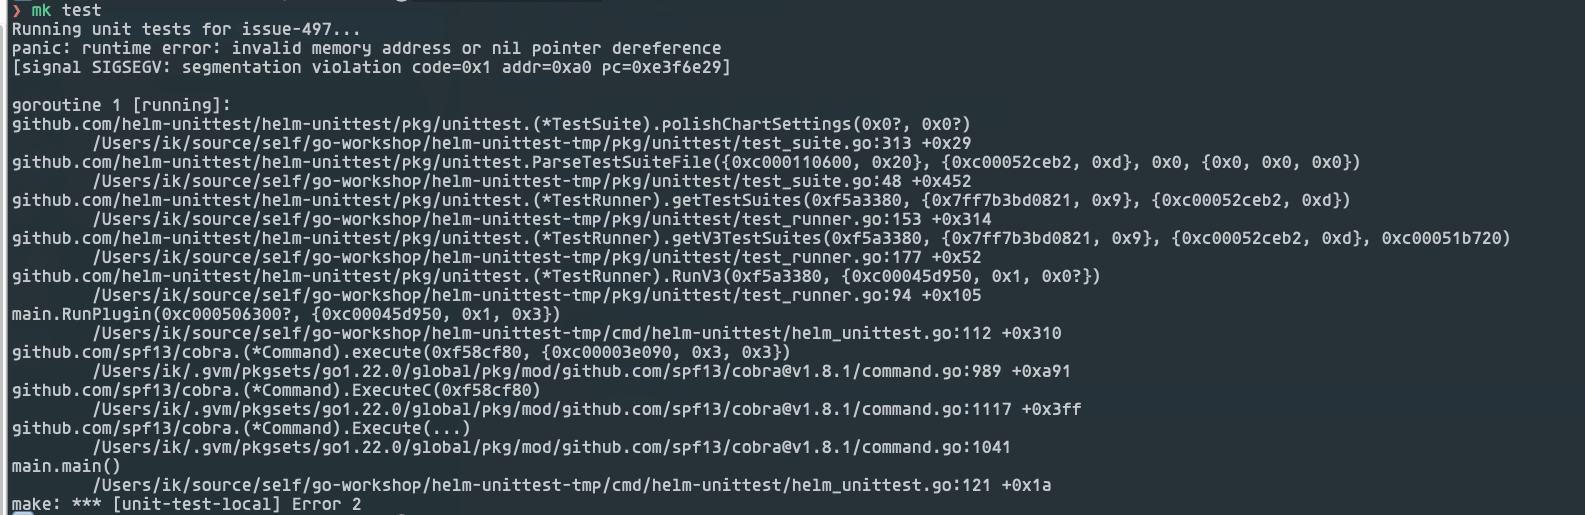 ❯ mk test
Running unit tests for issue-497...
panic: runtime error: invalid memory address or nil pointer dereference
[signal SIGSEGV: segmentation violation code=0x1 addr=0xa0 pc=0xe3f6e29]
goroutine 1 [running]:
github.com/helm-unittest/helm-unittest/pkg/unittest.(*TestSuite).polishChartSettings(0x0?, 0x0?)
/Users/ik/source/self/go-workshop/helm-unittest-tmp/pkg/unittest/test_suite.go:313 +0x29
github.com/helm-unittest/helm-unittest/pkg/unittest.ParseTestSuiteFile({0xc000110600, 0x20}, {0xc00052ceb2, 0xd}, 0x0, {0x0, 0x0, 0x0})
/Users/ik/source/self/go-workshop/helm-unittest-tmp/pkg/unittest/test_suite.go:48 +0x452
github.com/helm-unittest/helm-unittest/pkg/unittest.(*TestRunner).getTestSuites(0xf5a3380, {0x7ff7b3bd0821, 0x9}, {0xc00052ceb2, 0xd})
/Users/ik/source/self/go-workshop/helm-unittest-tmp/pkg/unittest/test_runner.go:153 +0x314
github.com/helm-unittest/helm-unittest/pkg/unittest.(*TestRunner).getV3TestSuites(0xf5a3380, {0x7ff7b3bd0821, 0x9}, {0xc00052ceb2, 0xd}, 0xc00051b720)
/Users/ik/source/self/go-workshop/helm-unittest-tmp/pkg/unittest/test_runner.go:177 +0x52
github.com/helm-unittest/helm-unittest/pkg/unittest.(*TestRunner).RunV3(0xf5a3380, {0xc00045d950, 0x1, 0x0?})
/Users/ik/source/self/go-workshop/helm-unittest-tmp/pkg/unittest/test_runner.go:94 +0x105
main.RunPlugin(0xc000506300?, {0xc00045d950, 0x1, 0x3})
/Users/ik/source/self/go-workshop/helm-unittest-tmp/cmd/helm-unittest/helm_unittest.go:112 +0x310
github.com/spf13/cobra.(*Command).execute(0xf58cf80, {0xc00003e090, 0x3, 0x3})
/Users/ik/.gvm/pkgsets/go1.22.0/global/pkg/mod/github.com/spf13/cobra@v1.8.1/command.go:989 +0xa91
github.com/spf13/cobra.(*Command).ExecuteC(0xf58cf80)
/Users/ik/.gvm/pkgsets/go1.22.0/global/pkg/mod/github.com/spf13/cobra@v1.8.1/command.go:1117 +0x3ff
github.com/spf13/cobra.(*Command).Execute(...)
/Users/ik/.gvm/pkgsets/go1.22.0/global/pkg/mod/github.com/spf13/cobra@v1.8.1/command.go:1041
main.main()
/Users/ik/source/self/go-workshop/helm-unittest-tmp/cmd/helm-unittest/helm_unittest.go:121 +0x1a
make: *** [unit-test-local] Error 2